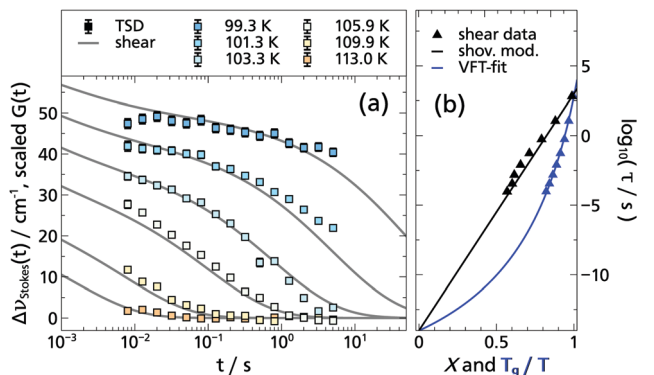 TSD
shear
99.3 K
101.3 K
103.3 K
105.9 K
109.9 K
113.0 K
(a)
50
40
30
20
10
0
Δν_Stokes(t) / cm⁻¹, scaled G(t)
10⁻³ 10⁻² 10⁻¹ 10⁰ 10¹
t / s
shear data
shov. mod.
VFT-fit
(b)
5
0
−5
−10
log₁₀(τ / s)
0 0.5 1
X and T_g / T